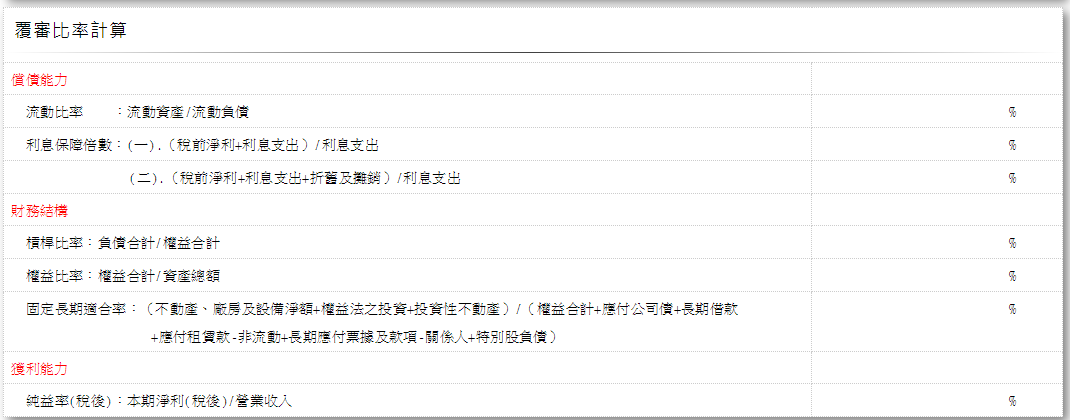 覆審比率計算
償債能力
流動比率　　：流動資產/流動負債 %
利息保障倍數：(一).（稅前淨利+利息支出）/利息支出 %
(二).（稅前淨利+利息支出+折舊及攤銷）/利息支出 %
財務結構
槓桿比率：負債合計/權益合計 %
權益比率：權益合計/資產總額 %
固定長期適合率：（不動產、廠房及設備淨額+權益法之投資+投資性不動產）/（權益合計+應付公司債+長期借款 %
+應付租賃款-非流動+長期應付票據及款項-關係人+特別股負債）
獲利能力
純益率(稅後)：本期淨利(稅後)/營業收入 %